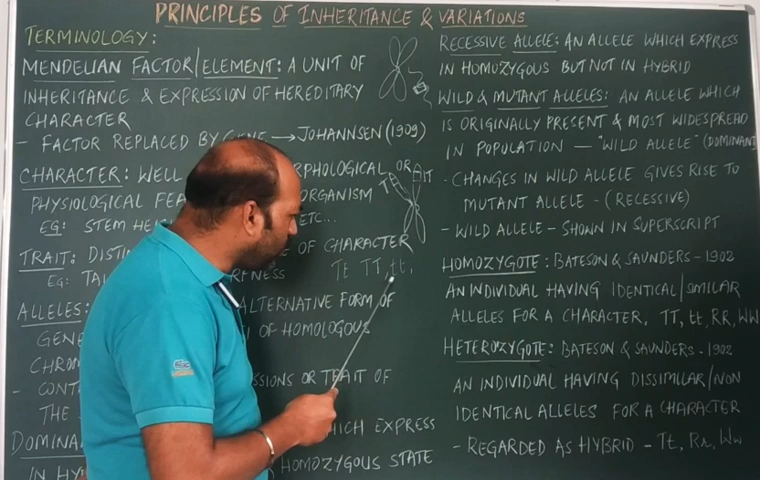 PRINCIPLES OF INHERITANCE & VARIATIONS
TERMINOLOGY:
MENDELIAN FACTOR/ELEMENT: A UNIT OF
INHERITANCE & EXPRESSION OF HEREDITARY
CHARACTER
- FACTOR REPLACED BY GENE → JOHANNSEN (1909)
CHARACTER: WELL RPHOLOGICAL OR
PHYSIOLOGICAL FEA ORGANISM
EG: STEM HEI ETC...
TRAIT: DISTI E OF CHARACTER
EG: TAL RFNESS Tt TT, tt,
ALLELES: ALTERNATIVE FORM OF
GEN OF HOMOLOGOUS
CHRO
- CONT SSIONS OR TRAIT OF
THE
DOMINA HICH EXPRESS
IN HY HOMOZYGOUS STATE
RECESSIVE ALLELE: AN ALLELE WHICH EXPRESS
IN HOMOZYGOUS BUT NOT IN HYBRID
WILD & MUTANT ALLELES: AN ALLELE WHICH
IS ORIGINALLY PRESENT & MOST WIDESPREAD
IN POPULATION - "WILD ALLELE" (DOMINANT)
- CHANGES IN WILD ALLELE GIVES RISE TO
MUTANT ALLELE - (RECESSIVE)
- WILD ALLELE - SHOWN IN SUPERSCRIPT
HOMOZYGOTE: BATESON & SAUNDERS - 1902
AN INDIVIDUAL HAVING IDENTICAL/SIMILAR
ALLELES FOR A CHARACTER, TT, tt, RR, WW
HETEROZYGOTE: BATESON & SAUNDERS - 1902
AN INDIVIDUAL HAVING DISSIMILAR/NON
IDENTICAL ALLELES FOR A CHARACTER
- REGARDED AS HYBRID - Tt, Rr, Ww